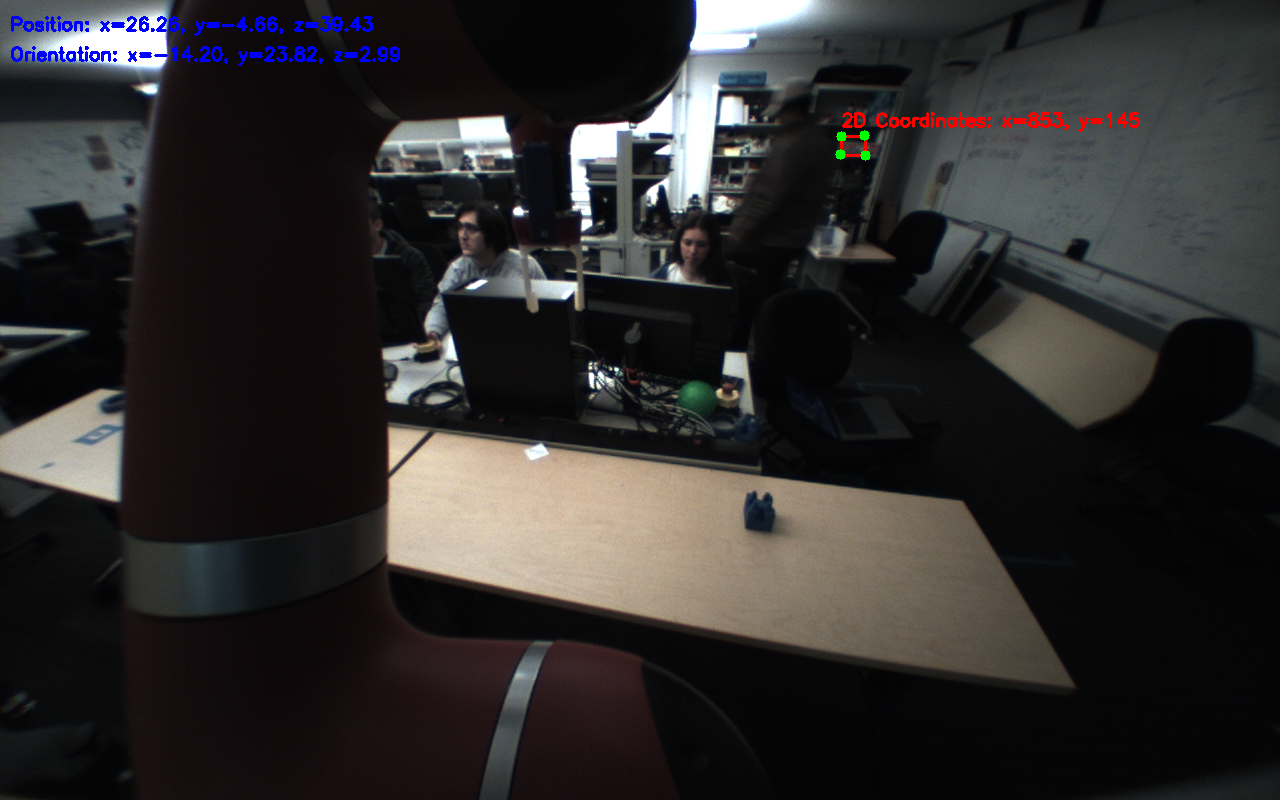 Position: x=26.28, y=-4.66, z=39.43
Orientation: x=-14.20, y=23.82, z=2.99
2D Coordinates: x=853, y=145